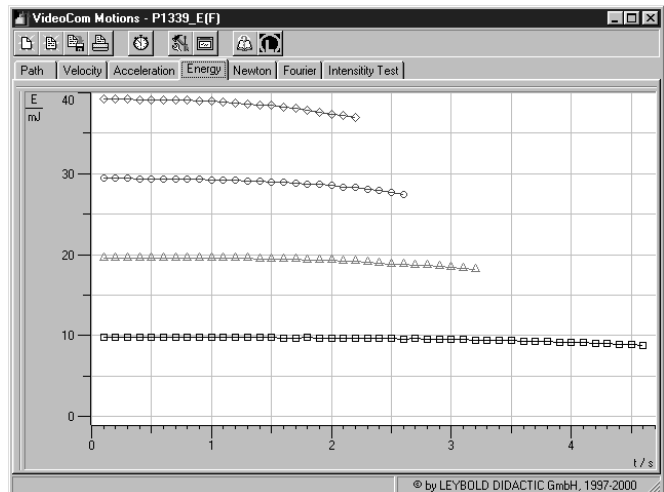 VideoCom Motions - P1339_E(F)
Path Velocity Acceleration Energy Newton Fourier Intensitity Test
E
mJ
40
30
20
10
0
0 1 2 3 4
t / s
© by LEYBOLD DIDACTIC GmbH, 1997-2000